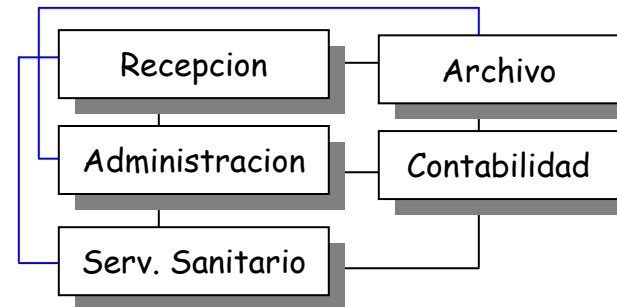 Recepcion
Archivo
Administracion
Contabilidad
Serv. Sanitario